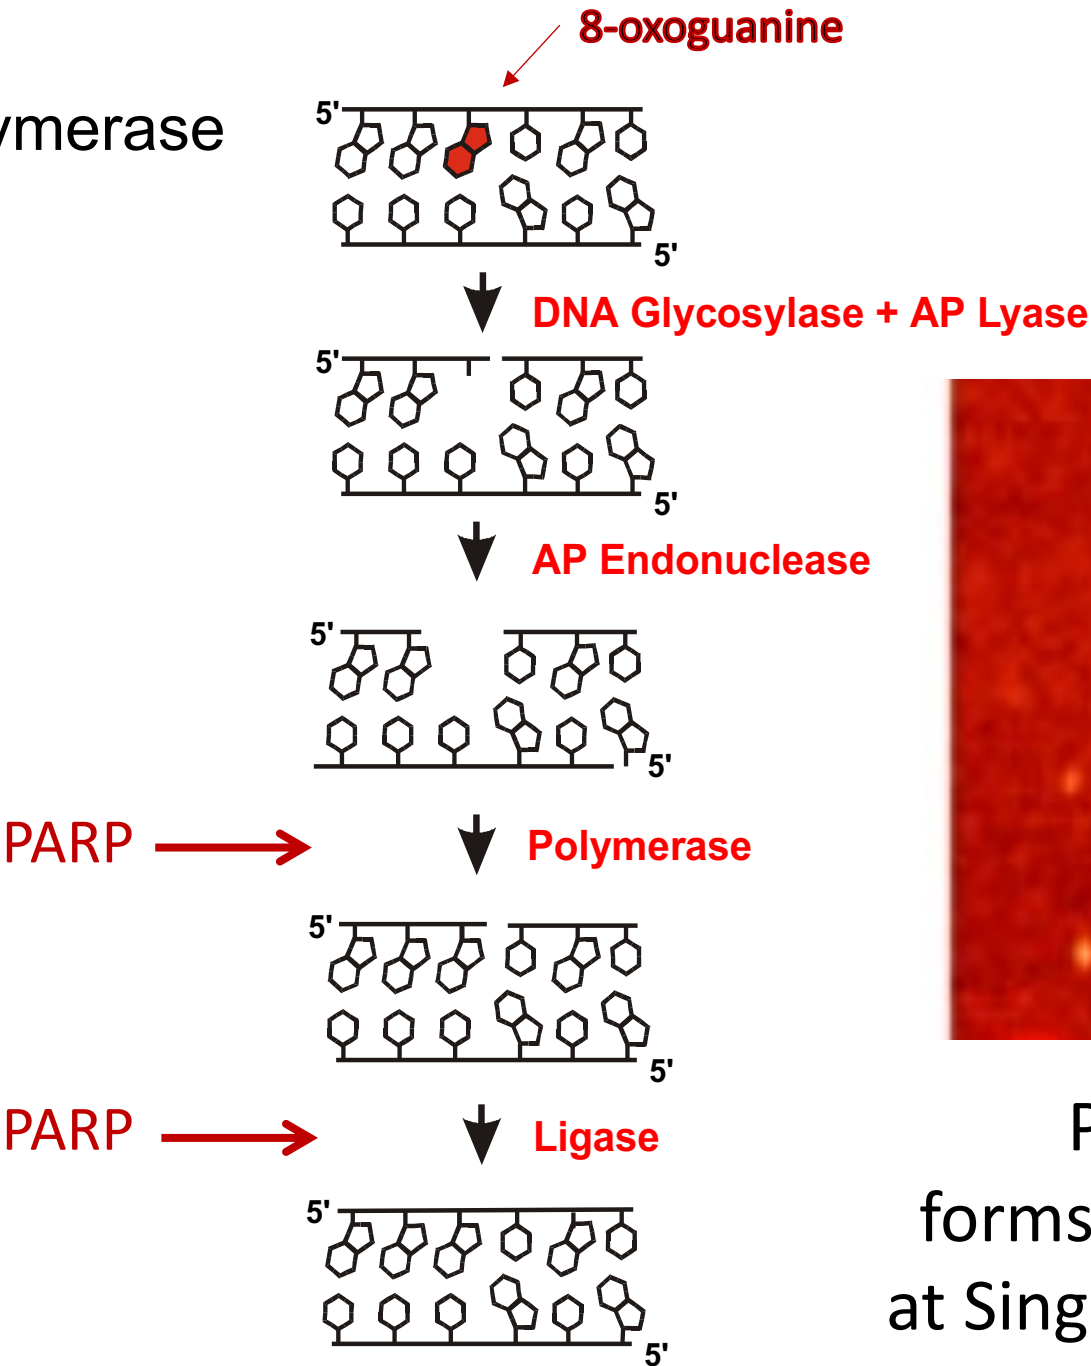 8-oxoguanine
ymerase
5'
5'
DNA Glycosylase + AP Lyase
5'
5'
AP Endonuclease
5'
5'
PARP
Polymerase
5'
5'
PARP
Ligase
P
forms
at Sing
5'
5'